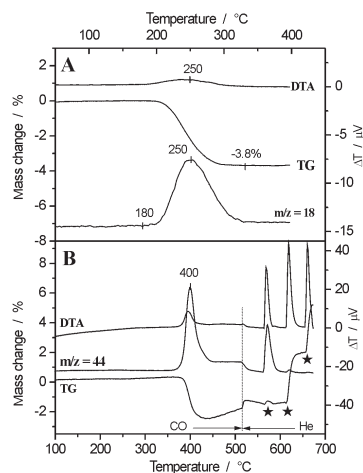 Temperature / °C
0 100 200 300 400
A
250
DTA
2
0
-2
-4
-6
-8
Mass change / %
0
-5
-10
-15
ΔT / µV
-3.8%
TG
250
180
m/z = 18
B
400
8
6
4
2
0
-2
Mass change / %
40
20
0
-20
-40
ΔT / µV
DTA
m/z = 44
TG
★ ★ ★
CO He
100 200 300 400 500 600 700
Temperature / °C